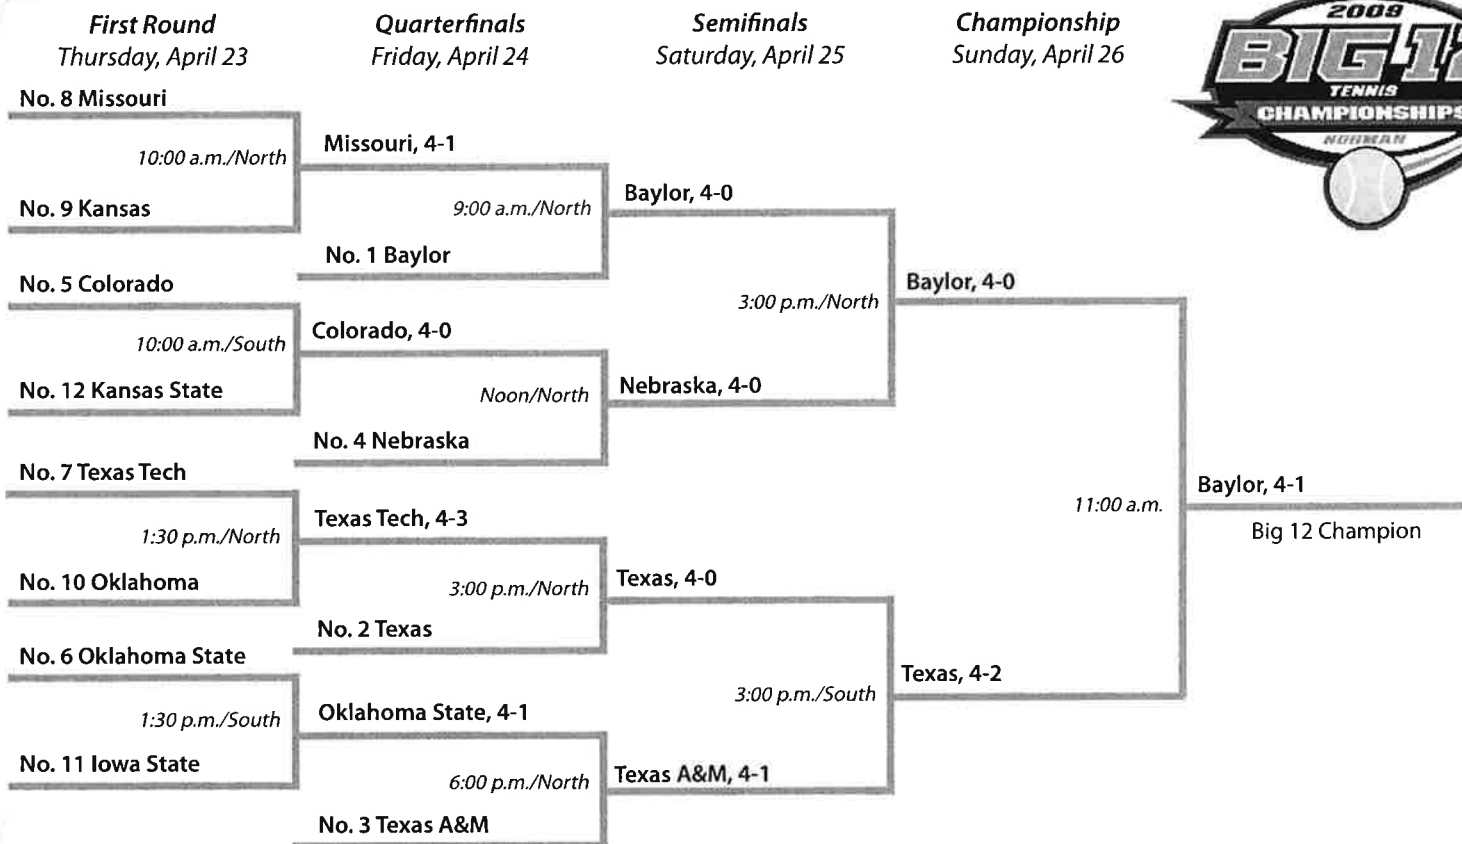 First Round
Thursday, April 23
Quarterfinals
Friday, April 24
Semifinals
Saturday, April 25
Championship
Sunday, April 26
2009
BIG 12
TENNIS
CHAMPIONSHIPS
NORMAN
No. 8 Missouri
10:00 a.m./North
No. 9 Kansas
No. 5 Colorado
10:00 a.m./South
No. 12 Kansas State
No. 7 Texas Tech
1:30 p.m./North
No. 10 Oklahoma
No. 6 Oklahoma State
1:30 p.m./South
No. 11 Iowa State
Missouri, 4-1
9:00 a.m./North
No. 1 Baylor
Colorado, 4-0
Noon/North
No. 4 Nebraska
Texas Tech, 4-3
3:00 p.m./North
No. 2 Texas
Oklahoma State, 4-1
6:00 p.m./North
No. 3 Texas A&M
Baylor, 4-0
3:00 p.m./North
Nebraska, 4-0
Texas, 4-0
3:00 p.m./South
Texas A&M, 4-1
Baylor, 4-0
11:00 a.m.
Texas, 4-2
Baylor, 4-1
Big 12 Champion